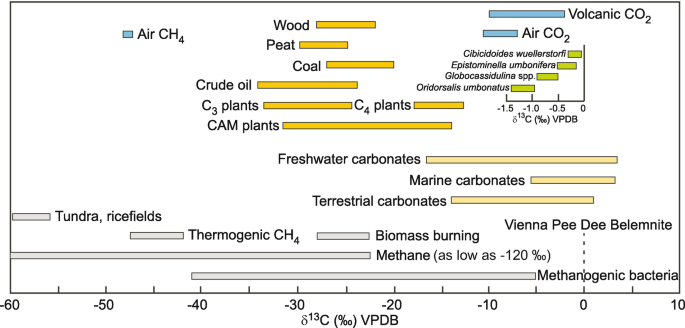 Volcanic CO2
Wood
Air CH4
Air CO2
Peat
Cibicidoides wuellerstorfi
Coal
Epistominella umbonifera
Globocassidulina spp.
Crude oil
Oridorsalis umbonatus
C3 plants
C4 plants
-1.5 -1.0 -0.5 0
δ13C (‰) VPDB
CAM plants
Freshwater carbonates
Marine carbonates
Terrestrial carbonates
Tundra, ricefields
Vienna Pee Dee Belemnite
Thermogenic CH4
Biomass burning
Methane (as low as -120 ‰)
Methanogenic bacteria
-60 -50 -40 -30 -20 -10 0 10
δ13C (‰) VPDB